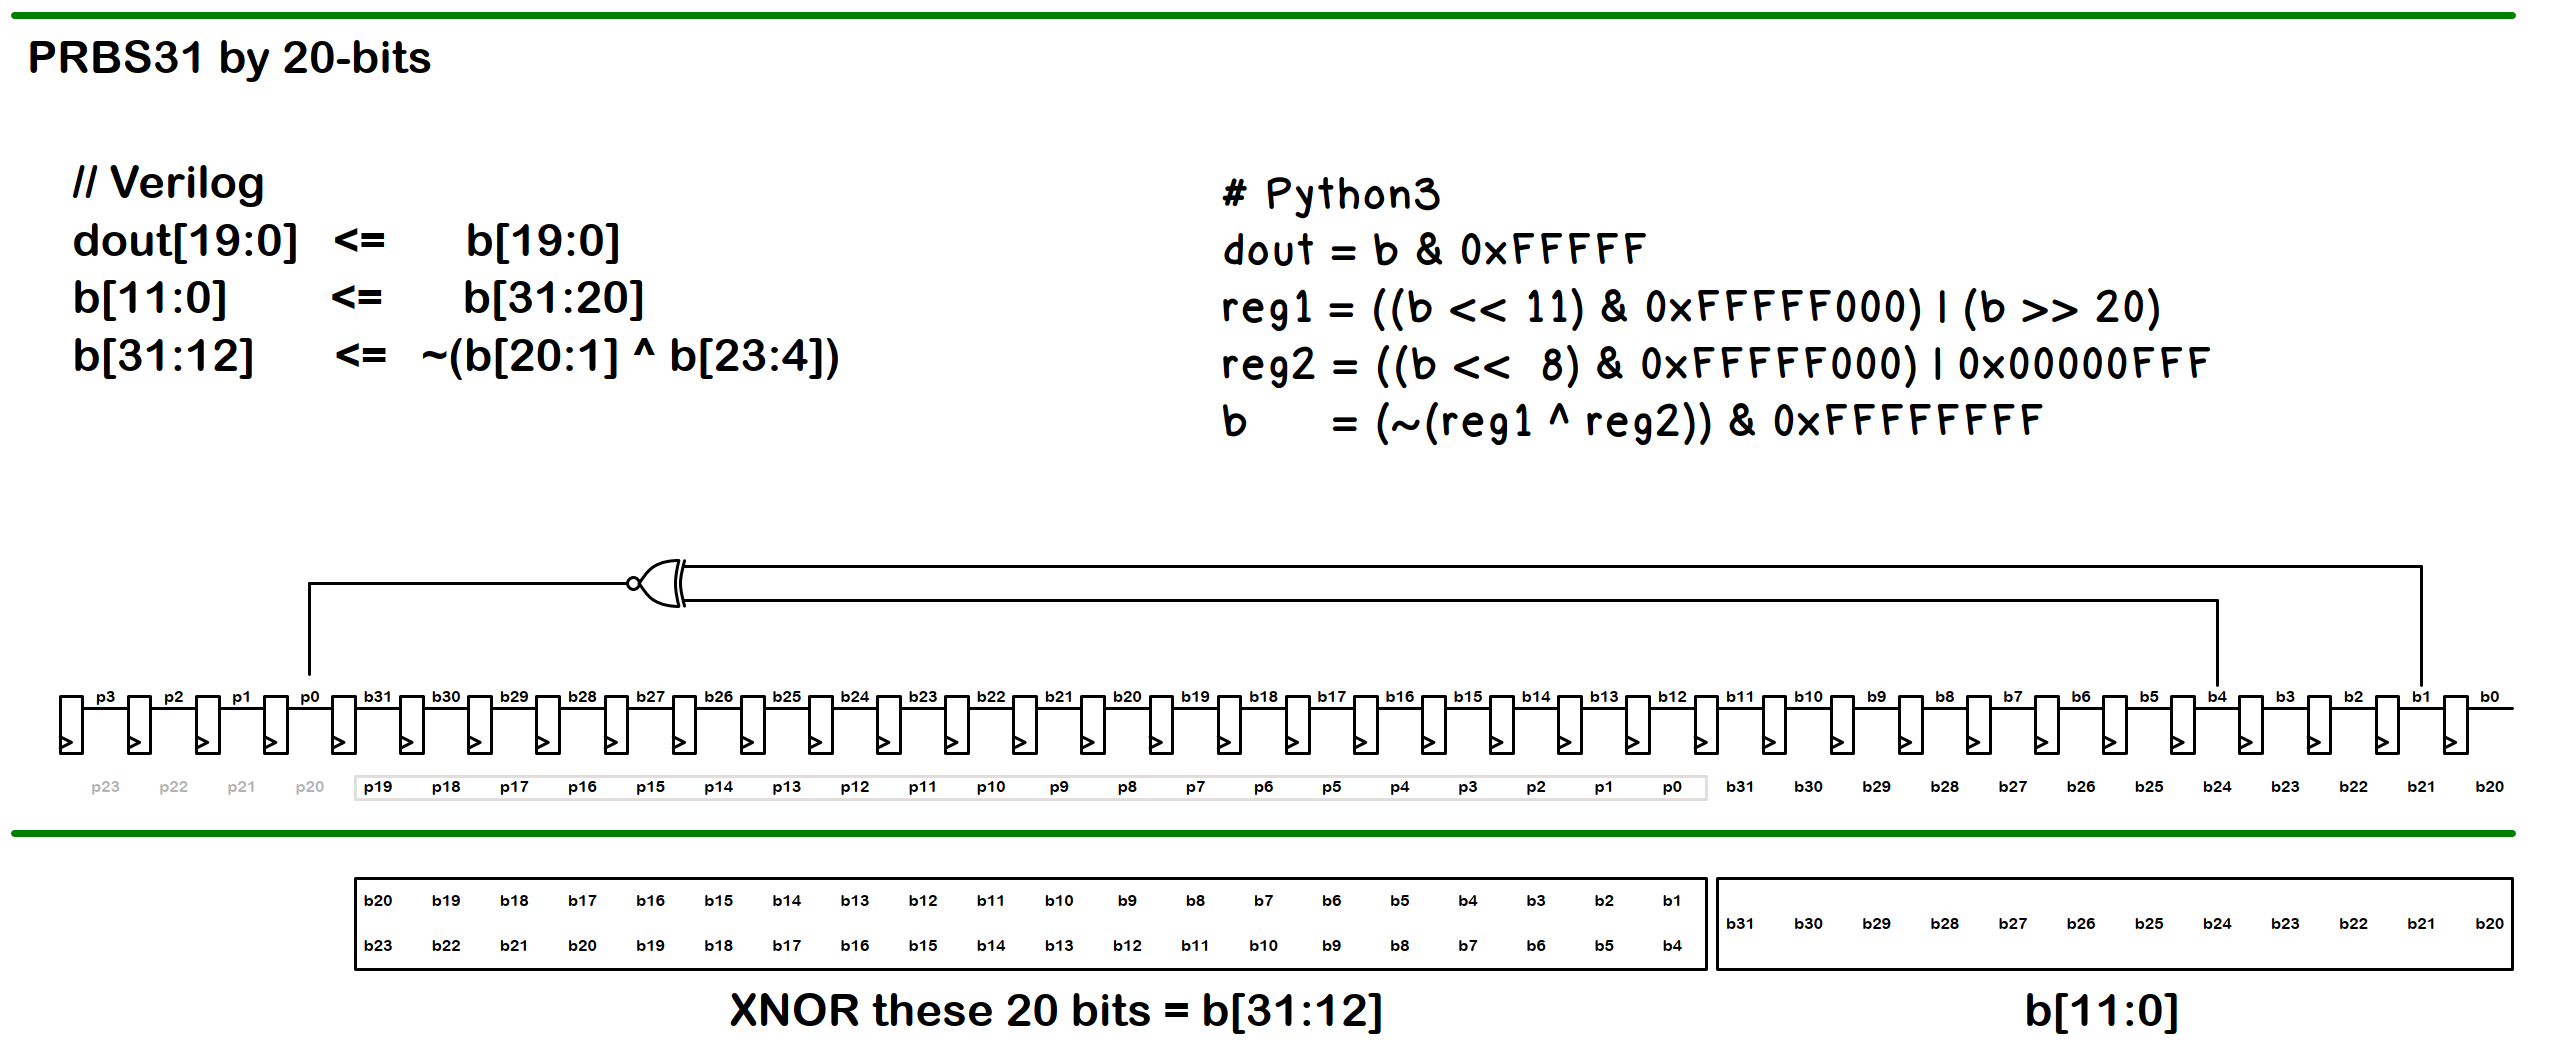 PRBS31 by 20-bits
// Verilog
dout[19:0] <= b[19:0]
b[11:0] <= b[31:20]
b[31:12] <= ~(b[20:1] ^ b[23:4])
# Python3
dout = b & 0xFFFFF
reg1 = ((b << 11) & 0xFFFFF000) | (b >> 20)
reg2 = ((b << 8) & 0xFFFFF000) | 0x00000FFF
b = (~(reg1 ^ reg2)) & 0xFFFFFFFF
p3 p2 p1 p0 b31 b30 b29 b28 b27 b26 b25 b24 b23 b22 b21 b20 b19 b18 b17 b16 b15 b14 b13 b12 b11 b10 b9 b8 b7 b6 b5 b4 b3 b2 b1 b0
p23 p22 p21 p20 p19 p18 p17 p16 p15 p14 p13 p12 p11 p10 p9 p8 p7 p6 p5 p4 p3 p2 p1 p0 b31 b30 b29 b28 b27 b26 b25 b24 b23 b22 b21 b20
b20 b19 b18 b17 b16 b15 b14 b13 b12 b11 b10 b9 b8 b7 b6 b5 b4 b3 b2 b1
b23 b22 b21 b20 b19 b18 b17 b16 b15 b14 b13 b12 b11 b10 b9 b8 b7 b6 b5 b4
b31 b30 b29 b28 b27 b26 b25 b24 b23 b22 b21 b20
XNOR these 20 bits = b[31:12]
b[11:0]